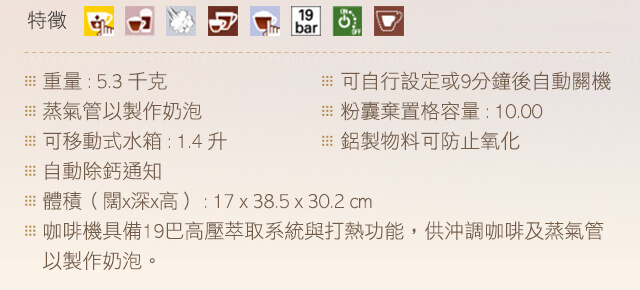 特徵
19 bar
ON
OFF
重量 : 5.3 千克
可自行設定或9分鐘後自動關機
蒸氣管以製作奶泡
粉囊棄置格容量 : 10.00
可移動式水箱 : 1.4 升
鋁製物料可防止氧化
自動除鈣通知
體積（闊x深x高） : 17 x 38.5 x 30.2 cm
咖啡機具備19巴高壓萃取系統與打熱功能，供沖調咖啡及蒸氣管
以製作奶泡。